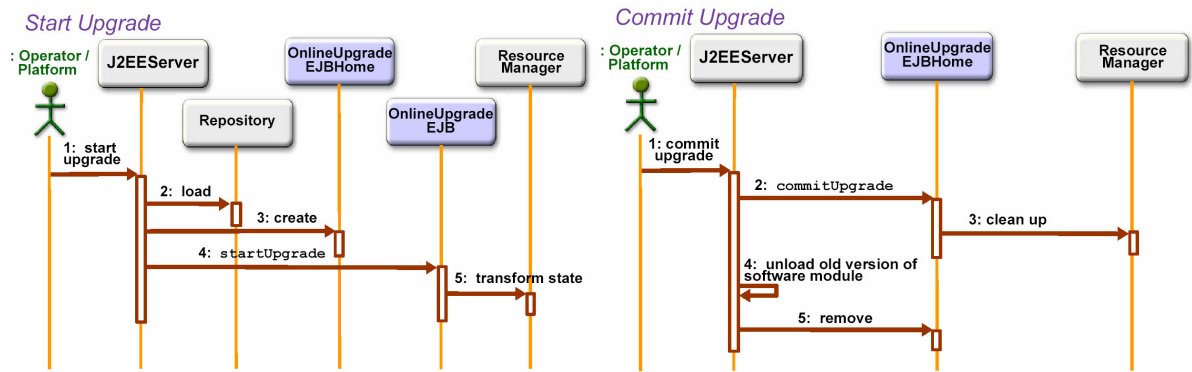 Start Upgrade
: Operator /
Platform
J2EEServer
OnlineUpgrade
EJBHome
Resource
Manager
Repository
OnlineUpgrade
EJB
1: start
upgrade
2: load
3: create
4: startUpgrade
5: transform state
Commit Upgrade
: Operator /
Platform
J2EEServer
OnlineUpgrade
EJBHome
Resource
Manager
1: commit
upgrade
2: commitUpgrade
3: clean up
4: unload old version of
software module
5: remove